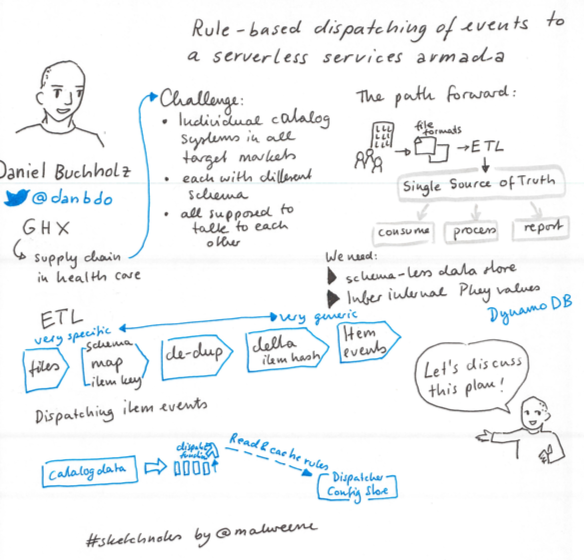 Rule-based dispatching of events to
a serverless services armada
Daniel Buchholz
@danbdo
GHX
supply chain
in health care
Challenge:
• Individual catalog
systems in all
target markets
• each with different
schema
• all supposed to
talk to each
other
The path forward:
file
formats
ETL
Single Source of Truth
consume
process
report
We need:
schema-less data store
Infer internal Pkey values
DynamoDB
ETL
very specific
very generic
files
schema
map
item key
de-dup
delta
item hash
Item
events
Let's discuss
this plan!
Dispatching item events
Catalog data
Read & cache rules
Dispatcher
Config Store
#sketchnotes by @malweene